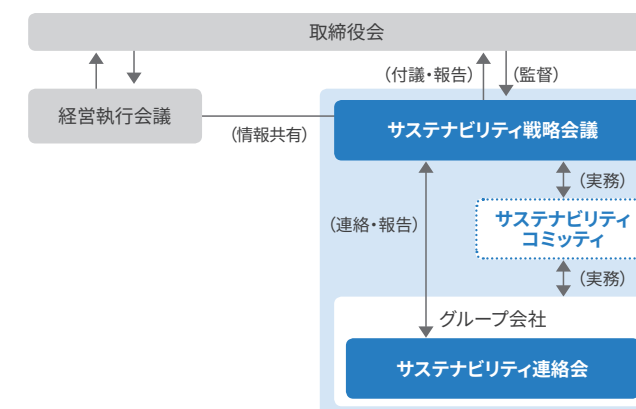 取締役会
(付議・報告)
(監督)
経営執行会議
(情報共有)
サステナビリティ戦略会議
(実務)
(連絡・報告)
サステナビリティ
コミッティ
(実務)
グループ会社
サステナビリティ連絡会